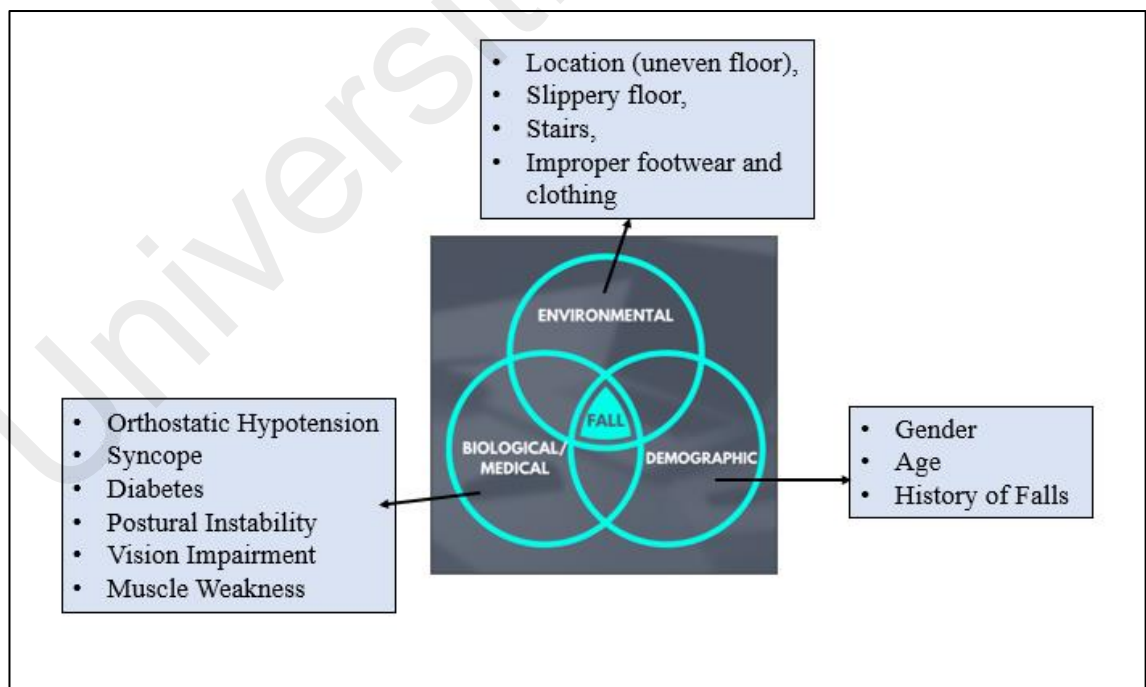 • Location (uneven floor),
• Slippery floor,
• Stairs,
• Improper footwear and
clothing
ENVIRONMENTAL
FALL
BIOLOGICAL/
MEDICAL
DEMOGRAPHIC
• Orthostatic Hypotension
• Syncope
• Diabetes
• Postural Instability
• Vision Impairment
• Muscle Weakness
• Gender
• Age
• History of Falls